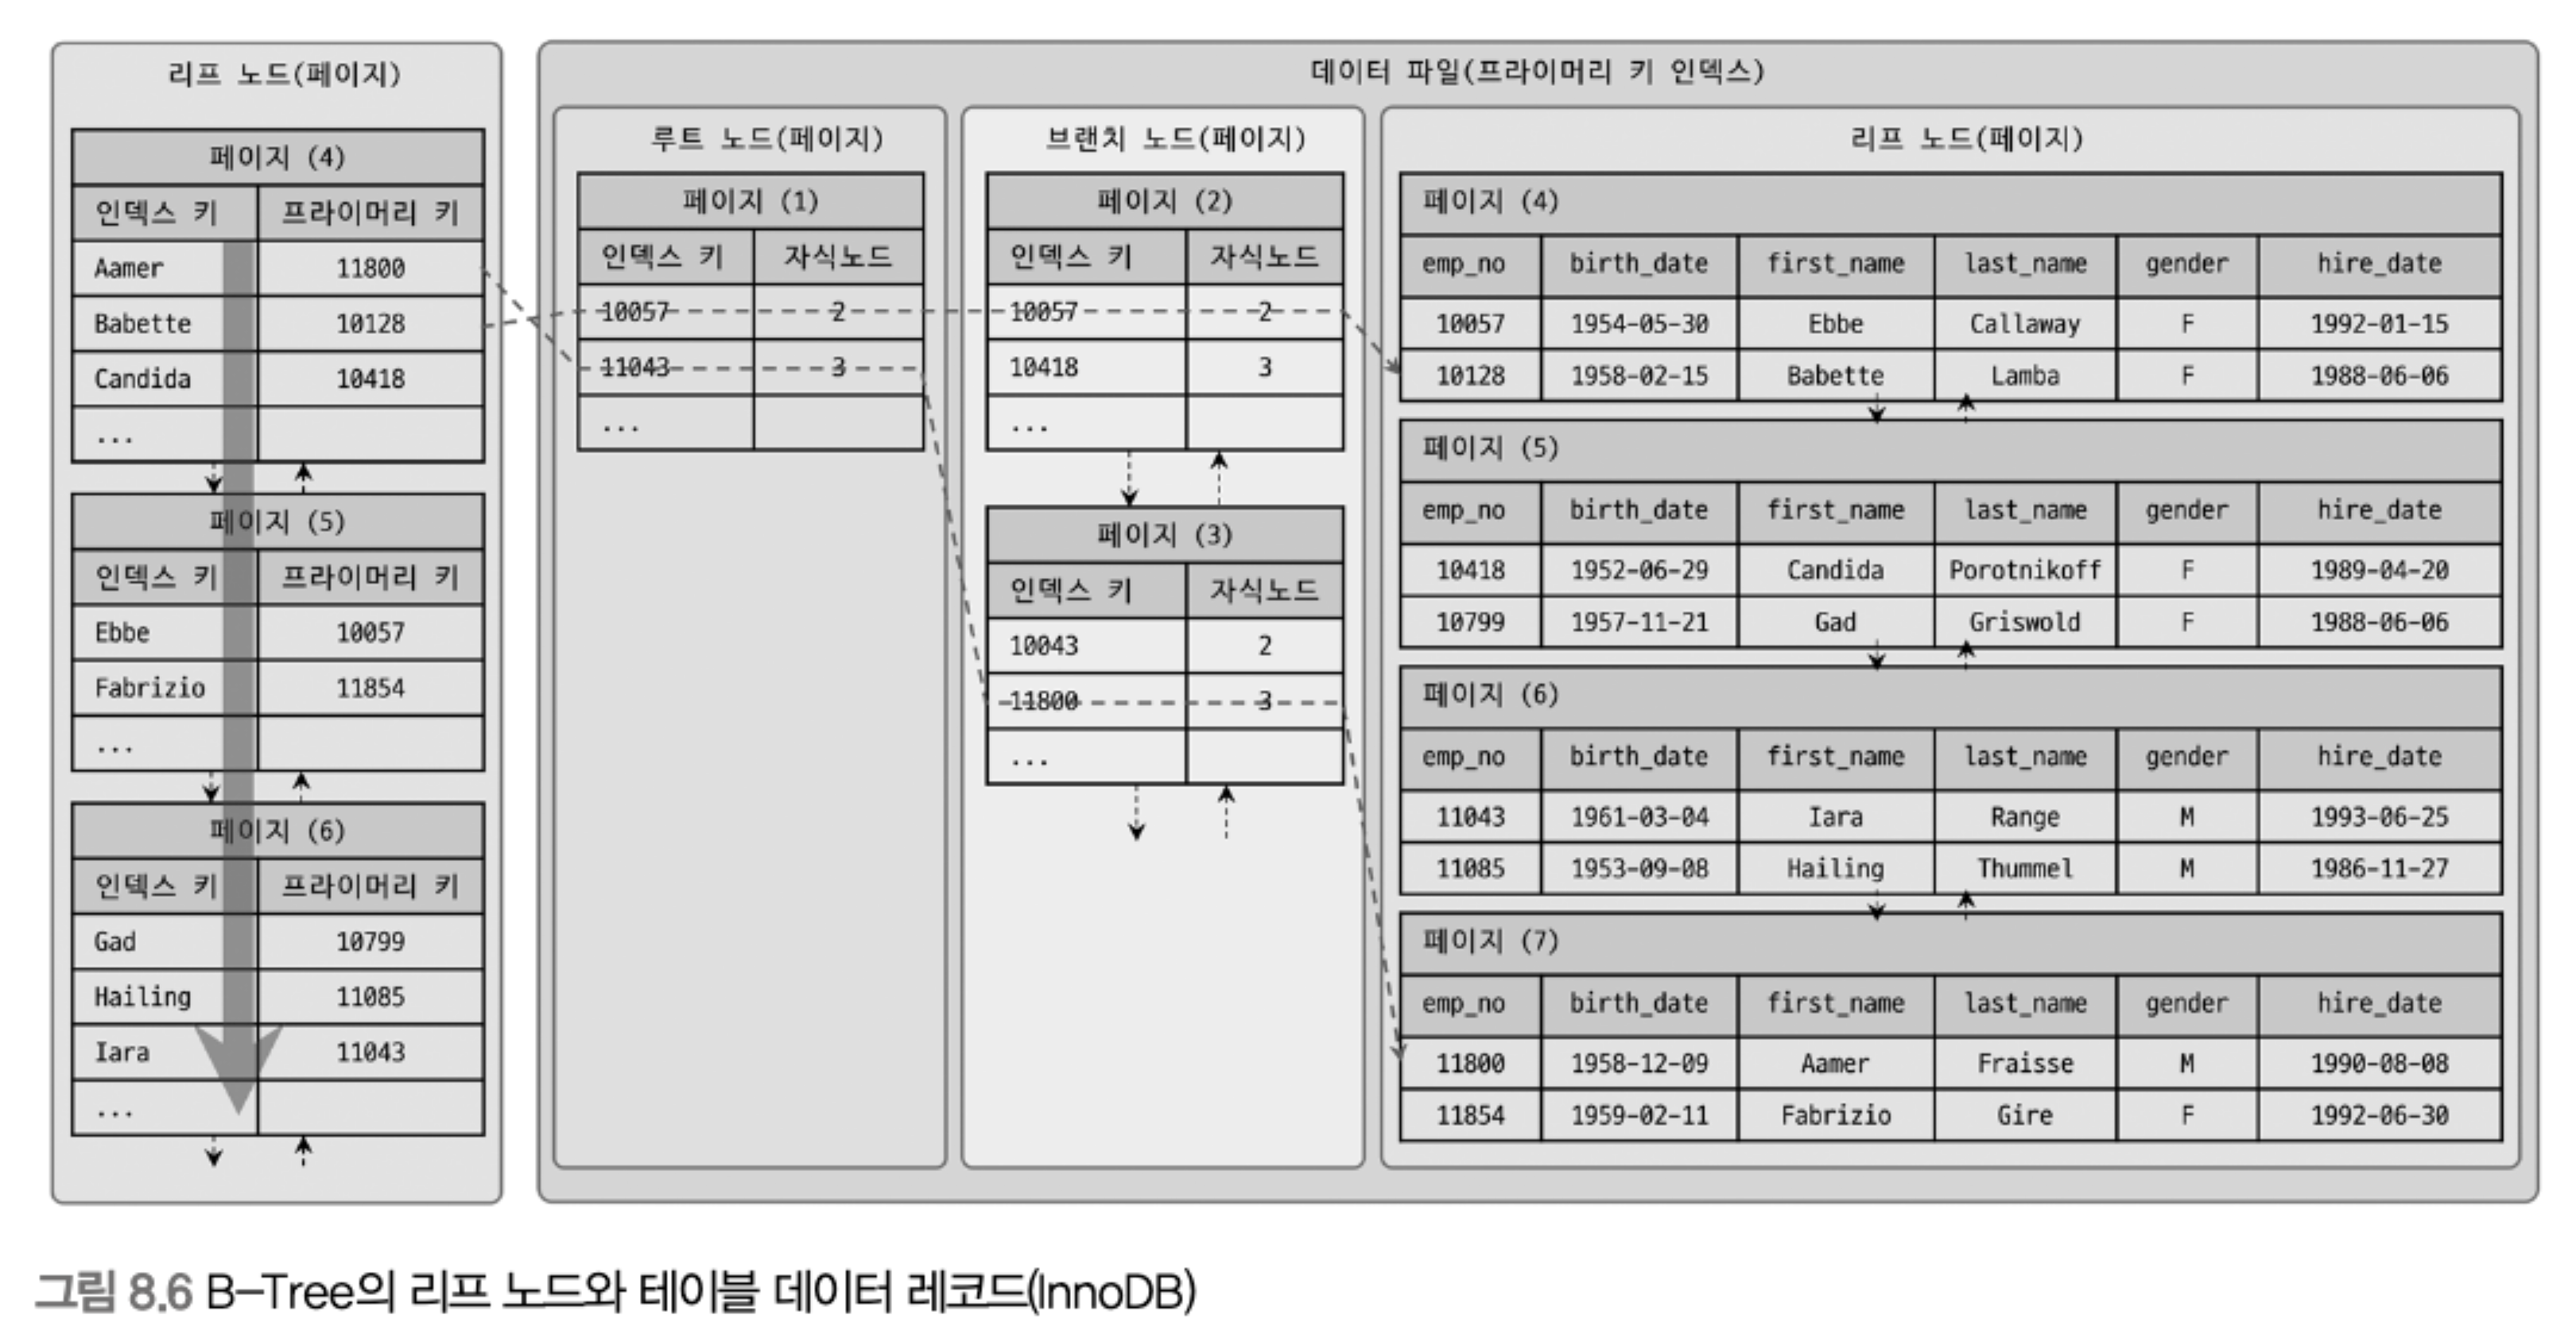 리프 노드(페이지)
페이지 (4)
인덱스 키 프라이머리 키
Aamer 11800
Babette 10128
Candida 10418
...
페이지 (5)
인덱스 키 프라이머리 키
Ebbe 10057
Fabrizio 11854
...
페이지 (6)
인덱스 키 프라이머리 키
Gad 10799
Hailing 11085
Iara 11043
...
데이터 파일(프라이머리 키 인덱스)
루트 노드(페이지)
페이지 (1)
인덱스 키 자식노드
10057 2
11043 3
...
브랜치 노드(페이지)
페이지 (2)
인덱스 키 자식노드
10057 2
10418 3
...
페이지 (3)
인덱스 키 자식노드
10043 2
11800 3
...
리프 노드(페이지)
페이지 (4)
emp_no birth_date first_name last_name gender hire_date
10057 1954-05-30 Ebbe Callaway F 1992-01-15
10128 1958-02-15 Babette Lamba F 1988-06-06
페이지 (5)
emp_no birth_date first_name last_name gender hire_date
10418 1952-06-29 Candida Porotnikoff F 1989-04-20
10799 1957-11-21 Gad Griswold F 1988-06-06
페이지 (6)
emp_no birth_date first_name last_name gender hire_date
11043 1961-03-04 Iara Range M 1993-06-25
11085 1953-09-08 Hailing Thummel M 1986-11-27
페이지 (7)
emp_no birth_date first_name last_name gender hire_date
11800 1958-12-09 Aamer Fraisse M 1990-08-08
11854 1959-02-11 Fabrizio Gire F 1992-06-30
그림 8.6 B-Tree의 리프 노드와 테이블 데이터 레코드(InnoDB)